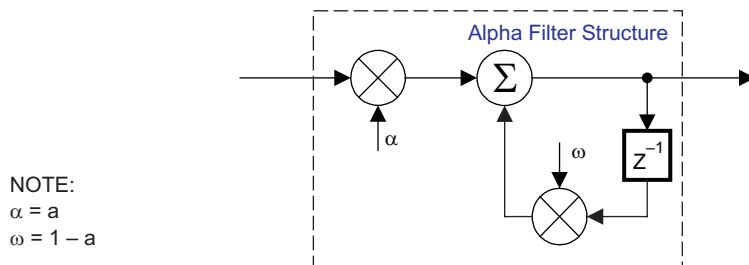 Alpha Filter Structure
Σ
α
ω
Z⁻¹
NOTE:
α = a
ω = 1 – a